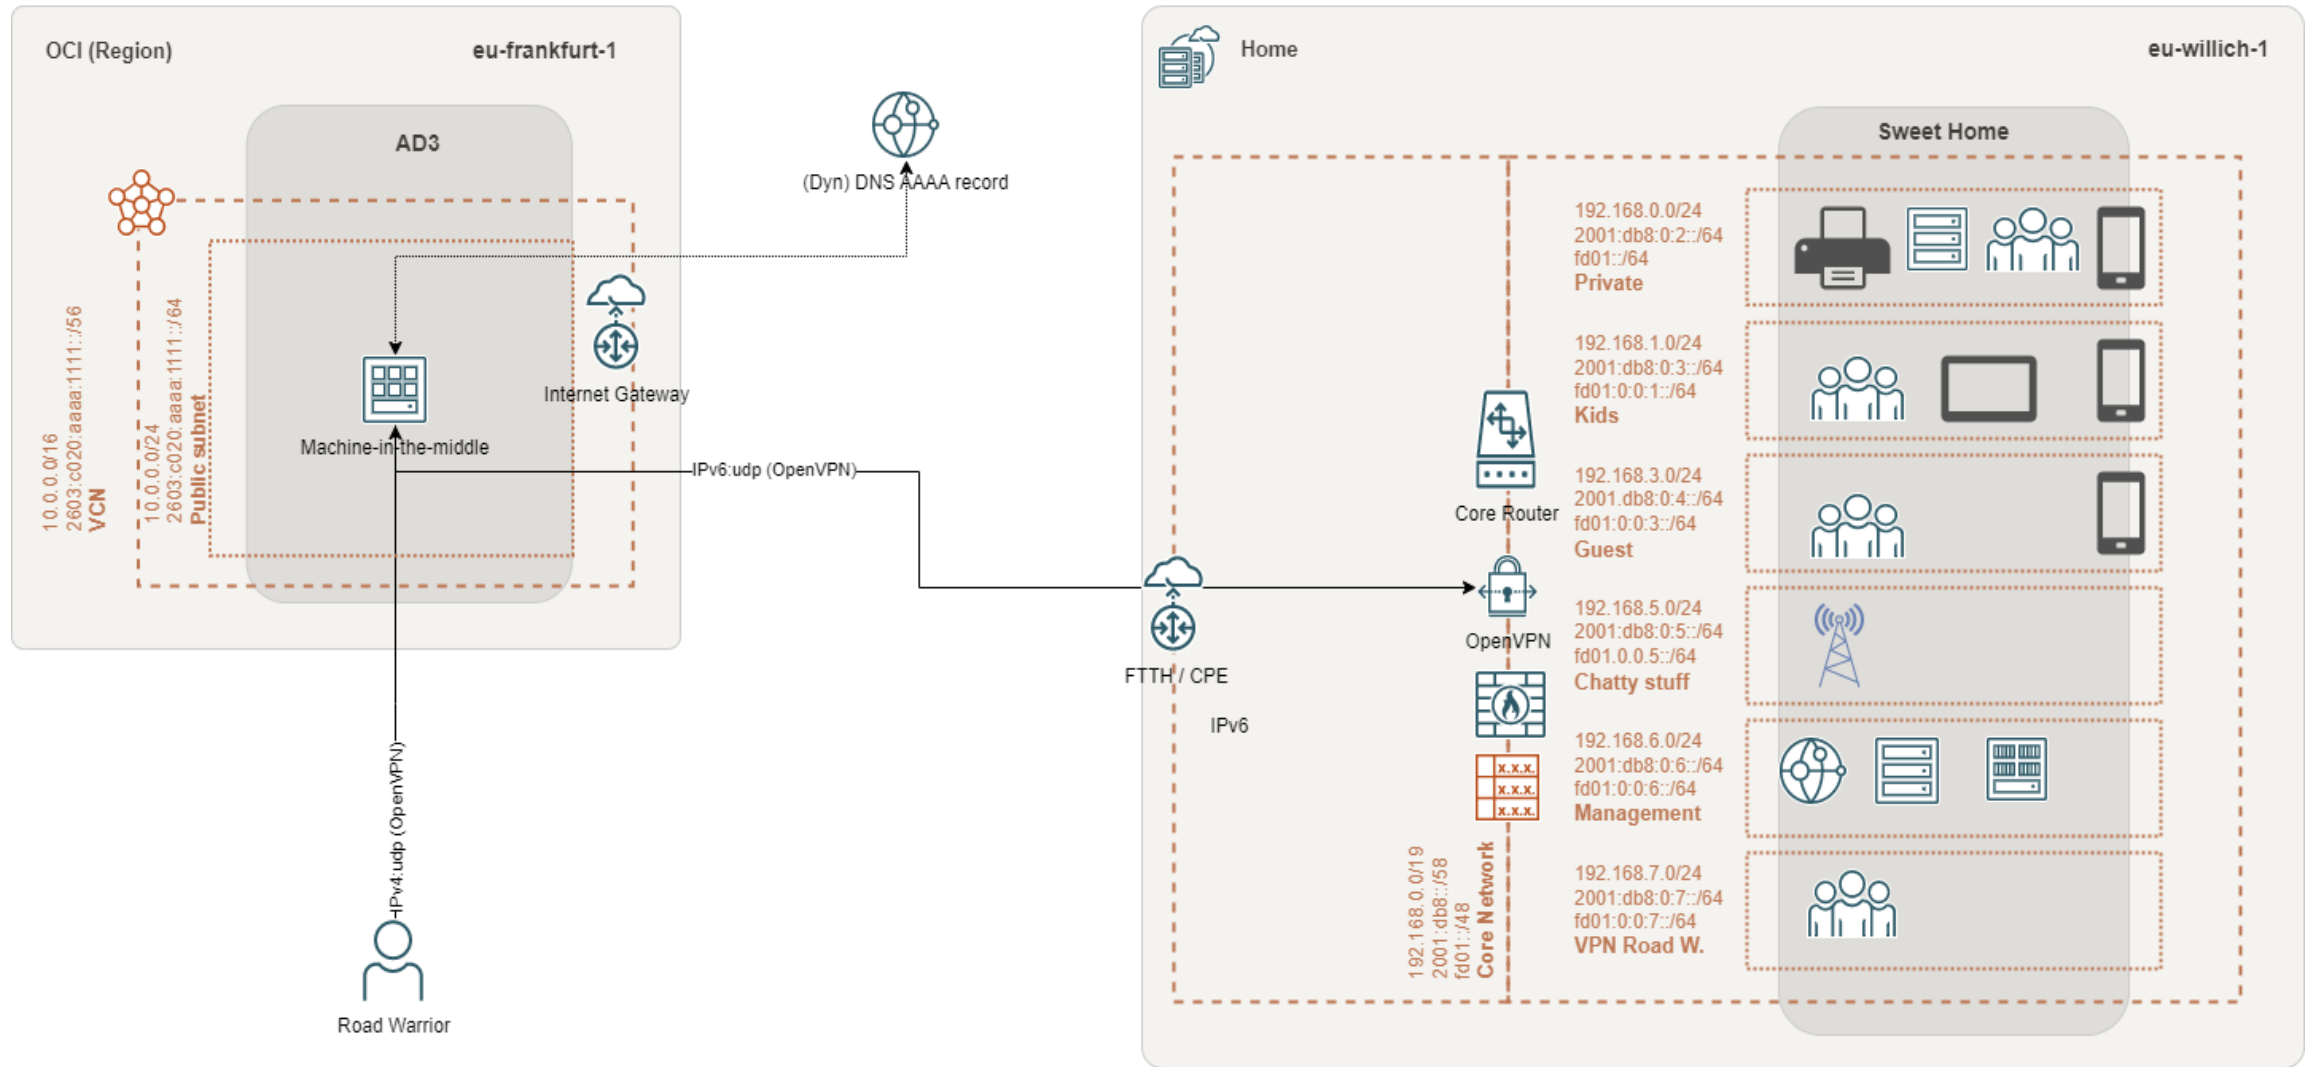 OCI (Region)
eu-frankfurt-1
AD3
10.0.0.0/16
2603:c020:aaaa:1111::/56
VCN
10.0.0.0/24
2603:c020:aaaa:1111::/64
Public subnet
Machine-in-the-middle
Internet Gateway
(Dyn) DNS AAAA record
IPv6:udp (OpenVPN)
IPv4:udp (OpenVPN)
Road Warrior
Home
eu-willich-1
Sweet Home
FTTH / CPE
IPv6
Core Router
OpenVPN
x.x.x.
x.x.x.
x.x.x.
192.168.0.0/19
2001:db8::/58
fd01::/48
Core Network
192.168.0.0/24
2001:db8:0:2::/64
fd01::/64
Private
192.168.1.0/24
2001:db8:0:3::/64
fd01:0:0:1::/64
Kids
192.168.3.0/24
2001.db8:0:4::/64
fd01:0:0:3::/64
Guest
192.168.5.0/24
2001:db8:0:5::/64
fd01.0.0.5::/64
Chatty stuff
192.168.6.0/24
2001:db8:0:6::/64
fd01:0:0:6::/64
Management
192.168.7.0/24
2001:db8:0:7::/64
fd01:0:0:7::/64
VPN Road W.